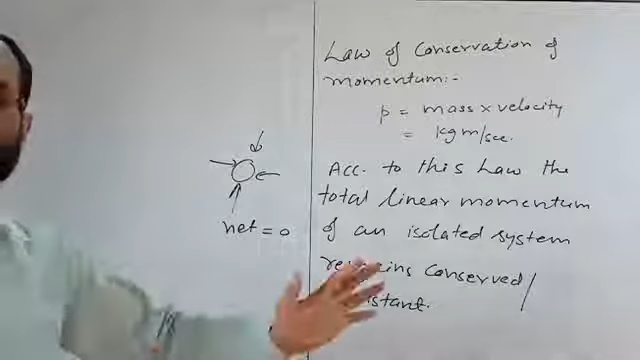 Law of Conservation of
momentum:-
p = mass x velocity
= kg m/sec.
Acc. to this Law the
total linear momentum
of an isolated system
conserved/
net = 0